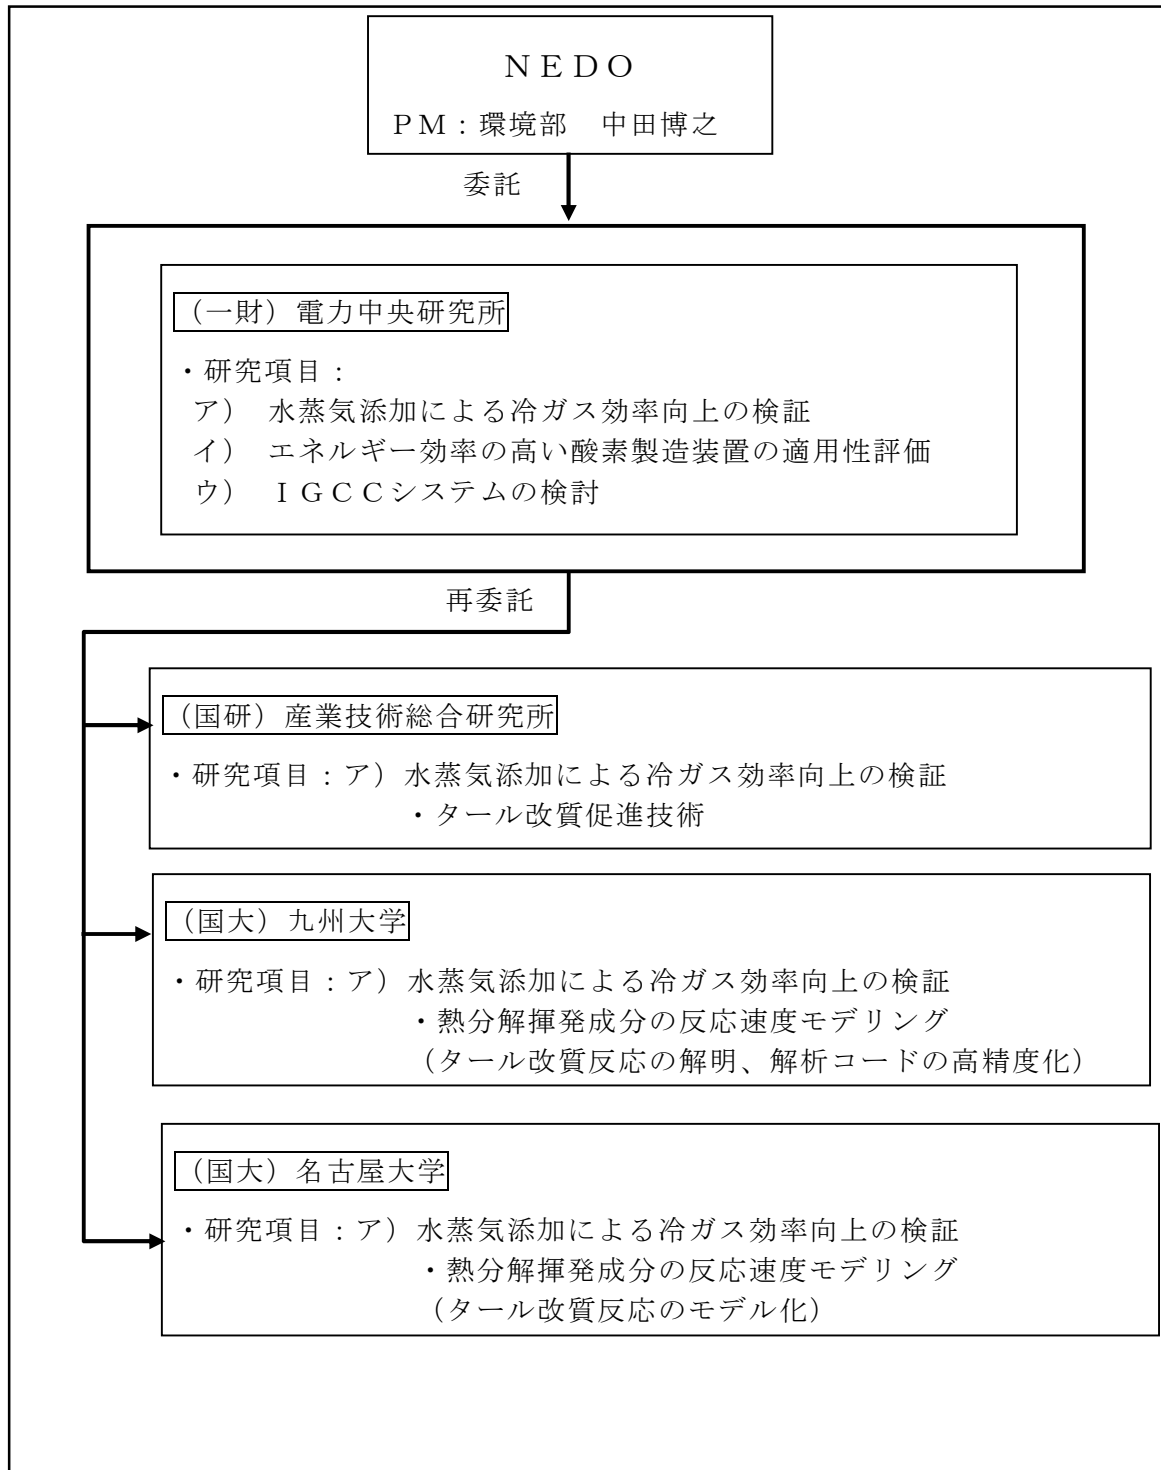 ＮＥＤＯ
ＰＭ：環境部　中田博之
委託
（一財）電力中央研究所
・研究項目：
ア）　水蒸気添加による冷ガス効率向上の検証
イ）　エネルギー効率の高い酸素製造装置の適用性評価
ウ）　ＩＧＣＣシステムの検討
再委託
（国研）産業技術総合研究所
・研究項目：ア）水蒸気添加による冷ガス効率向上の検証
・タール改質促進技術
（国大）九州大学
・研究項目：ア）水蒸気添加による冷ガス効率向上の検証
・熱分解揮発成分の反応速度モデリング
（タール改質反応の解明、解析コードの高精度化）
（国大）名古屋大学
・研究項目：ア）水蒸気添加による冷ガス効率向上の検証
・熱分解揮発成分の反応速度モデリング
（タール改質反応のモデル化）